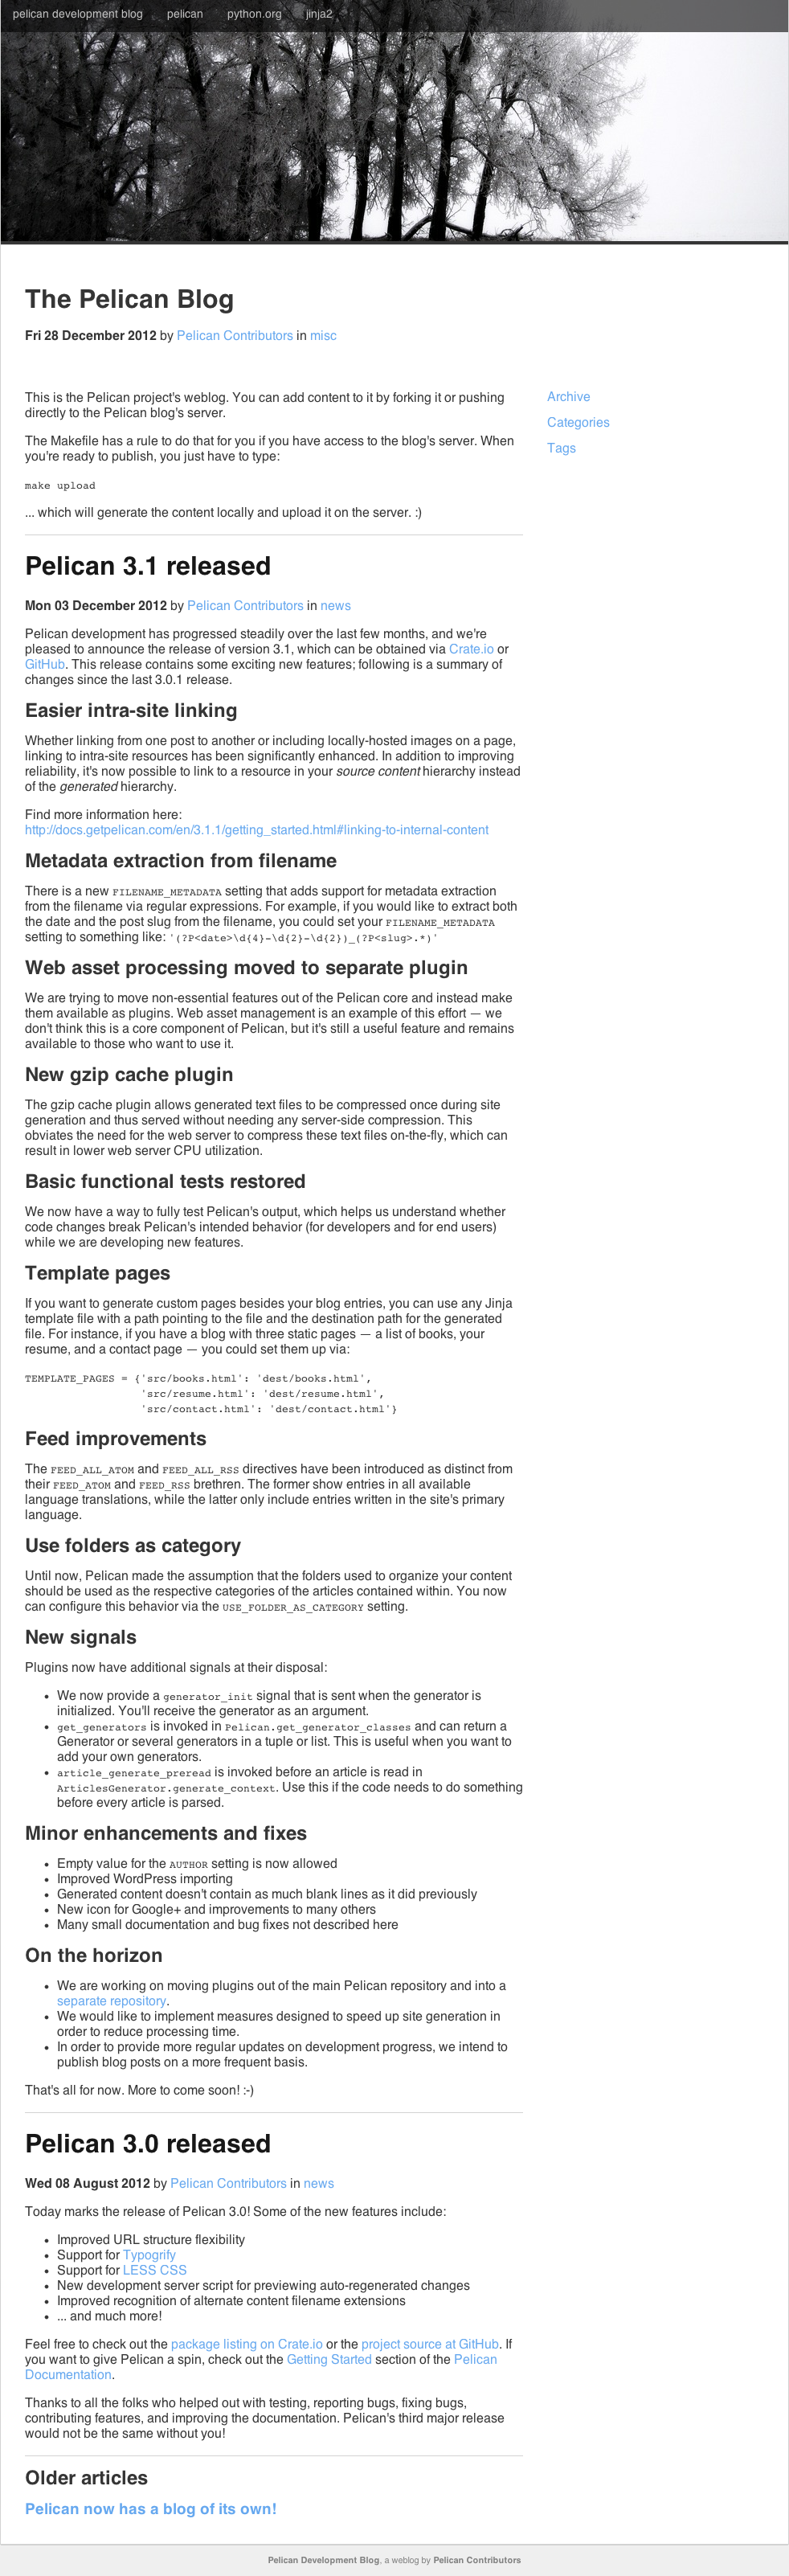 pelican development blog pelican python.org jinja2
The Pelican Blog
Fri 28 December 2012 by Pelican Contributors in misc
This is the Pelican project's weblog. You can add content to it by forking it or pushing
directly to the Pelican blog's server.
The Makefile has a rule to do that for you if you have access to the blog's server. When
you're ready to publish, you just have to type:
make upload
... which will generate the content locally and upload it on the server. :)
Archive
Categories
Tags
Pelican 3.1 released
Mon 03 December 2012 by Pelican Contributors in news
Pelican development has progressed steadily over the last few months, and we're
pleased to announce the release of version 3.1, which can be obtained via Crate.io or
GitHub. This release contains some exciting new features; following is a summary of
changes since the last 3.0.1 release.
Easier intra-site linking
Whether linking from one post to another or including locally-hosted images on a page,
linking to intra-site resources has been significantly enhanced. In addition to improving
reliability, it's now possible to link to a resource in your source content hierarchy instead
of the generated hierarchy.
Find more information here:
http://docs.getpelican.com/en/3.1.1/getting_started.html#linking-to-internal-content
Metadata extraction from filename
There is a new FILENAME_METADATA setting that adds support for metadata extraction
from the filename via regular expressions. For example, if you would like to extract both
the date and the post slug from the filename, you could set your FILENAME_METADATA
setting to something like: '(?P<date>\d{4}-\d{2}-\d{2})_(?P<slug>.*)'
Web asset processing moved to separate plugin
We are trying to move non-essential features out of the Pelican core and instead make
them available as plugins. Web asset management is an example of this effort — we
don't think this is a core component of Pelican, but it's still a useful feature and remains
available to those who want to use it.
New gzip cache plugin
The gzip cache plugin allows generated text files to be compressed once during site
generation and thus served without needing any server-side compression. This
obviates the need for the web server to compress these text files on-the-fly, which can
result in lower web server CPU utilization.
Basic functional tests restored
We now have a way to fully test Pelican's output, which helps us understand whether
code changes break Pelican's intended behavior (for developers and for end users)
while we are developing new features.
Template pages
If you want to generate custom pages besides your blog entries, you can use any Jinja
template file with a path pointing to the file and the destination path for the generated
file. For instance, if you have a blog with three static pages — a list of books, your
resume, and a contact page — you could set them up via:
TEMPLATE_PAGES = {'src/books.html': 'dest/books.html',
'src/resume.html': 'dest/resume.html',
'src/contact.html': 'dest/contact.html'}
Feed improvements
The FEED_ALL_ATOM and FEED_ALL_RSS directives have been introduced as distinct from
their FEED_ATOM and FEED_RSS brethren. The former show entries in all available
language translations, while the latter only include entries written in the site's primary
language.
Use folders as category
Until now, Pelican made the assumption that the folders used to organize your content
should be used as the respective categories of the articles contained within. You now
can configure this behavior via the USE_FOLDER_AS_CATEGORY setting.
New signals
Plugins now have additional signals at their disposal:
• We now provide a generator_init signal that is sent when the generator is
initialized. You'll receive the generator as an argument.
• get_generators is invoked in Pelican.get_generator_classes and can return a
Generator or several generators in a tuple or list. This is useful when you want to
add your own generators.
• article_generate_preread is invoked before an article is read in
ArticlesGenerator.generate_context. Use this if the code needs to do something
before every article is parsed.
Minor enhancements and fixes
• Empty value for the AUTHOR setting is now allowed
• Improved WordPress importing
• Generated content doesn't contain as much blank lines as it did previously
• New icon for Google+ and improvements to many others
• Many small documentation and bug fixes not described here
On the horizon
• We are working on moving plugins out of the main Pelican repository and into a
separate repository.
• We would like to implement measures designed to speed up site generation in
order to reduce processing time.
• In order to provide more regular updates on development progress, we intend to
publish blog posts on a more frequent basis.
That's all for now. More to come soon! :-)
Pelican 3.0 released
Wed 08 August 2012 by Pelican Contributors in news
Today marks the release of Pelican 3.0! Some of the new features include:
• Improved URL structure flexibility
• Support for Typogrify
• Support for LESS CSS
• New development server script for previewing auto-regenerated changes
• Improved recognition of alternate content filename extensions
• ... and much more!
Feel free to check out the package listing on Crate.io or the project source at GitHub. If
you want to give Pelican a spin, check out the Getting Started section of the Pelican
Documentation.
Thanks to all the folks who helped out with testing, reporting bugs, fixing bugs,
contributing features, and improving the documentation. Pelican's third major release
would not be the same without you!
Older articles
Pelican now has a blog of its own!
Pelican Development Blog, a weblog by Pelican Contributors